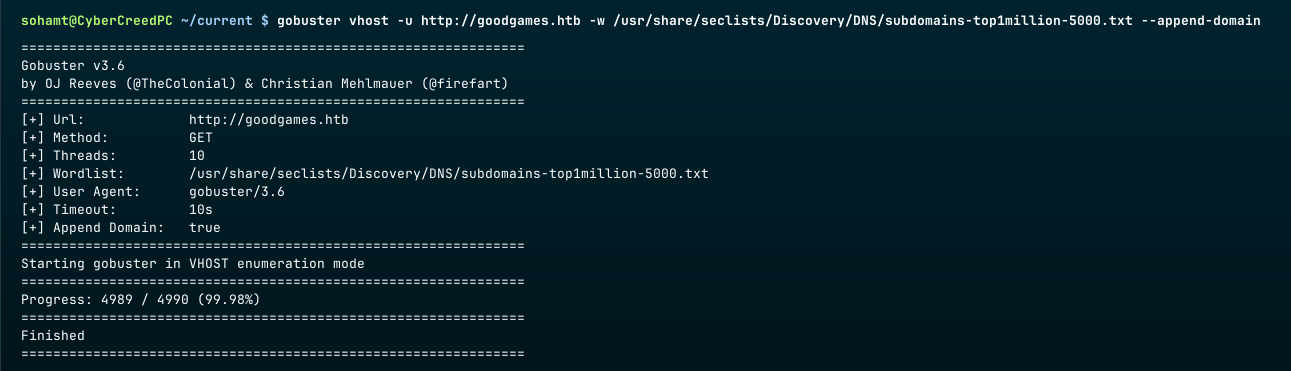 sohamt@CyberCreedPC ~/current $ gobuster vhost -u http://goodgames.htb -w /usr/share/seclists/Discovery/DNS/subdomains-top1million-5000.txt --append-domain
===============================================================
Gobuster v3.6
by OJ Reeves (@TheColonial) & Christian Mehlmauer (@firefart)
===============================================================
[+] Url:             http://goodgames.htb
[+] Method:          GET
[+] Threads:         10
[+] Wordlist:        /usr/share/seclists/Discovery/DNS/subdomains-top1million-5000.txt
[+] User Agent:      gobuster/3.6
[+] Timeout:         10s
[+] Append Domain:   true
===============================================================
Starting gobuster in VHOST enumeration mode
===============================================================
Progress: 4989 / 4990 (99.98%)
===============================================================
Finished
===============================================================